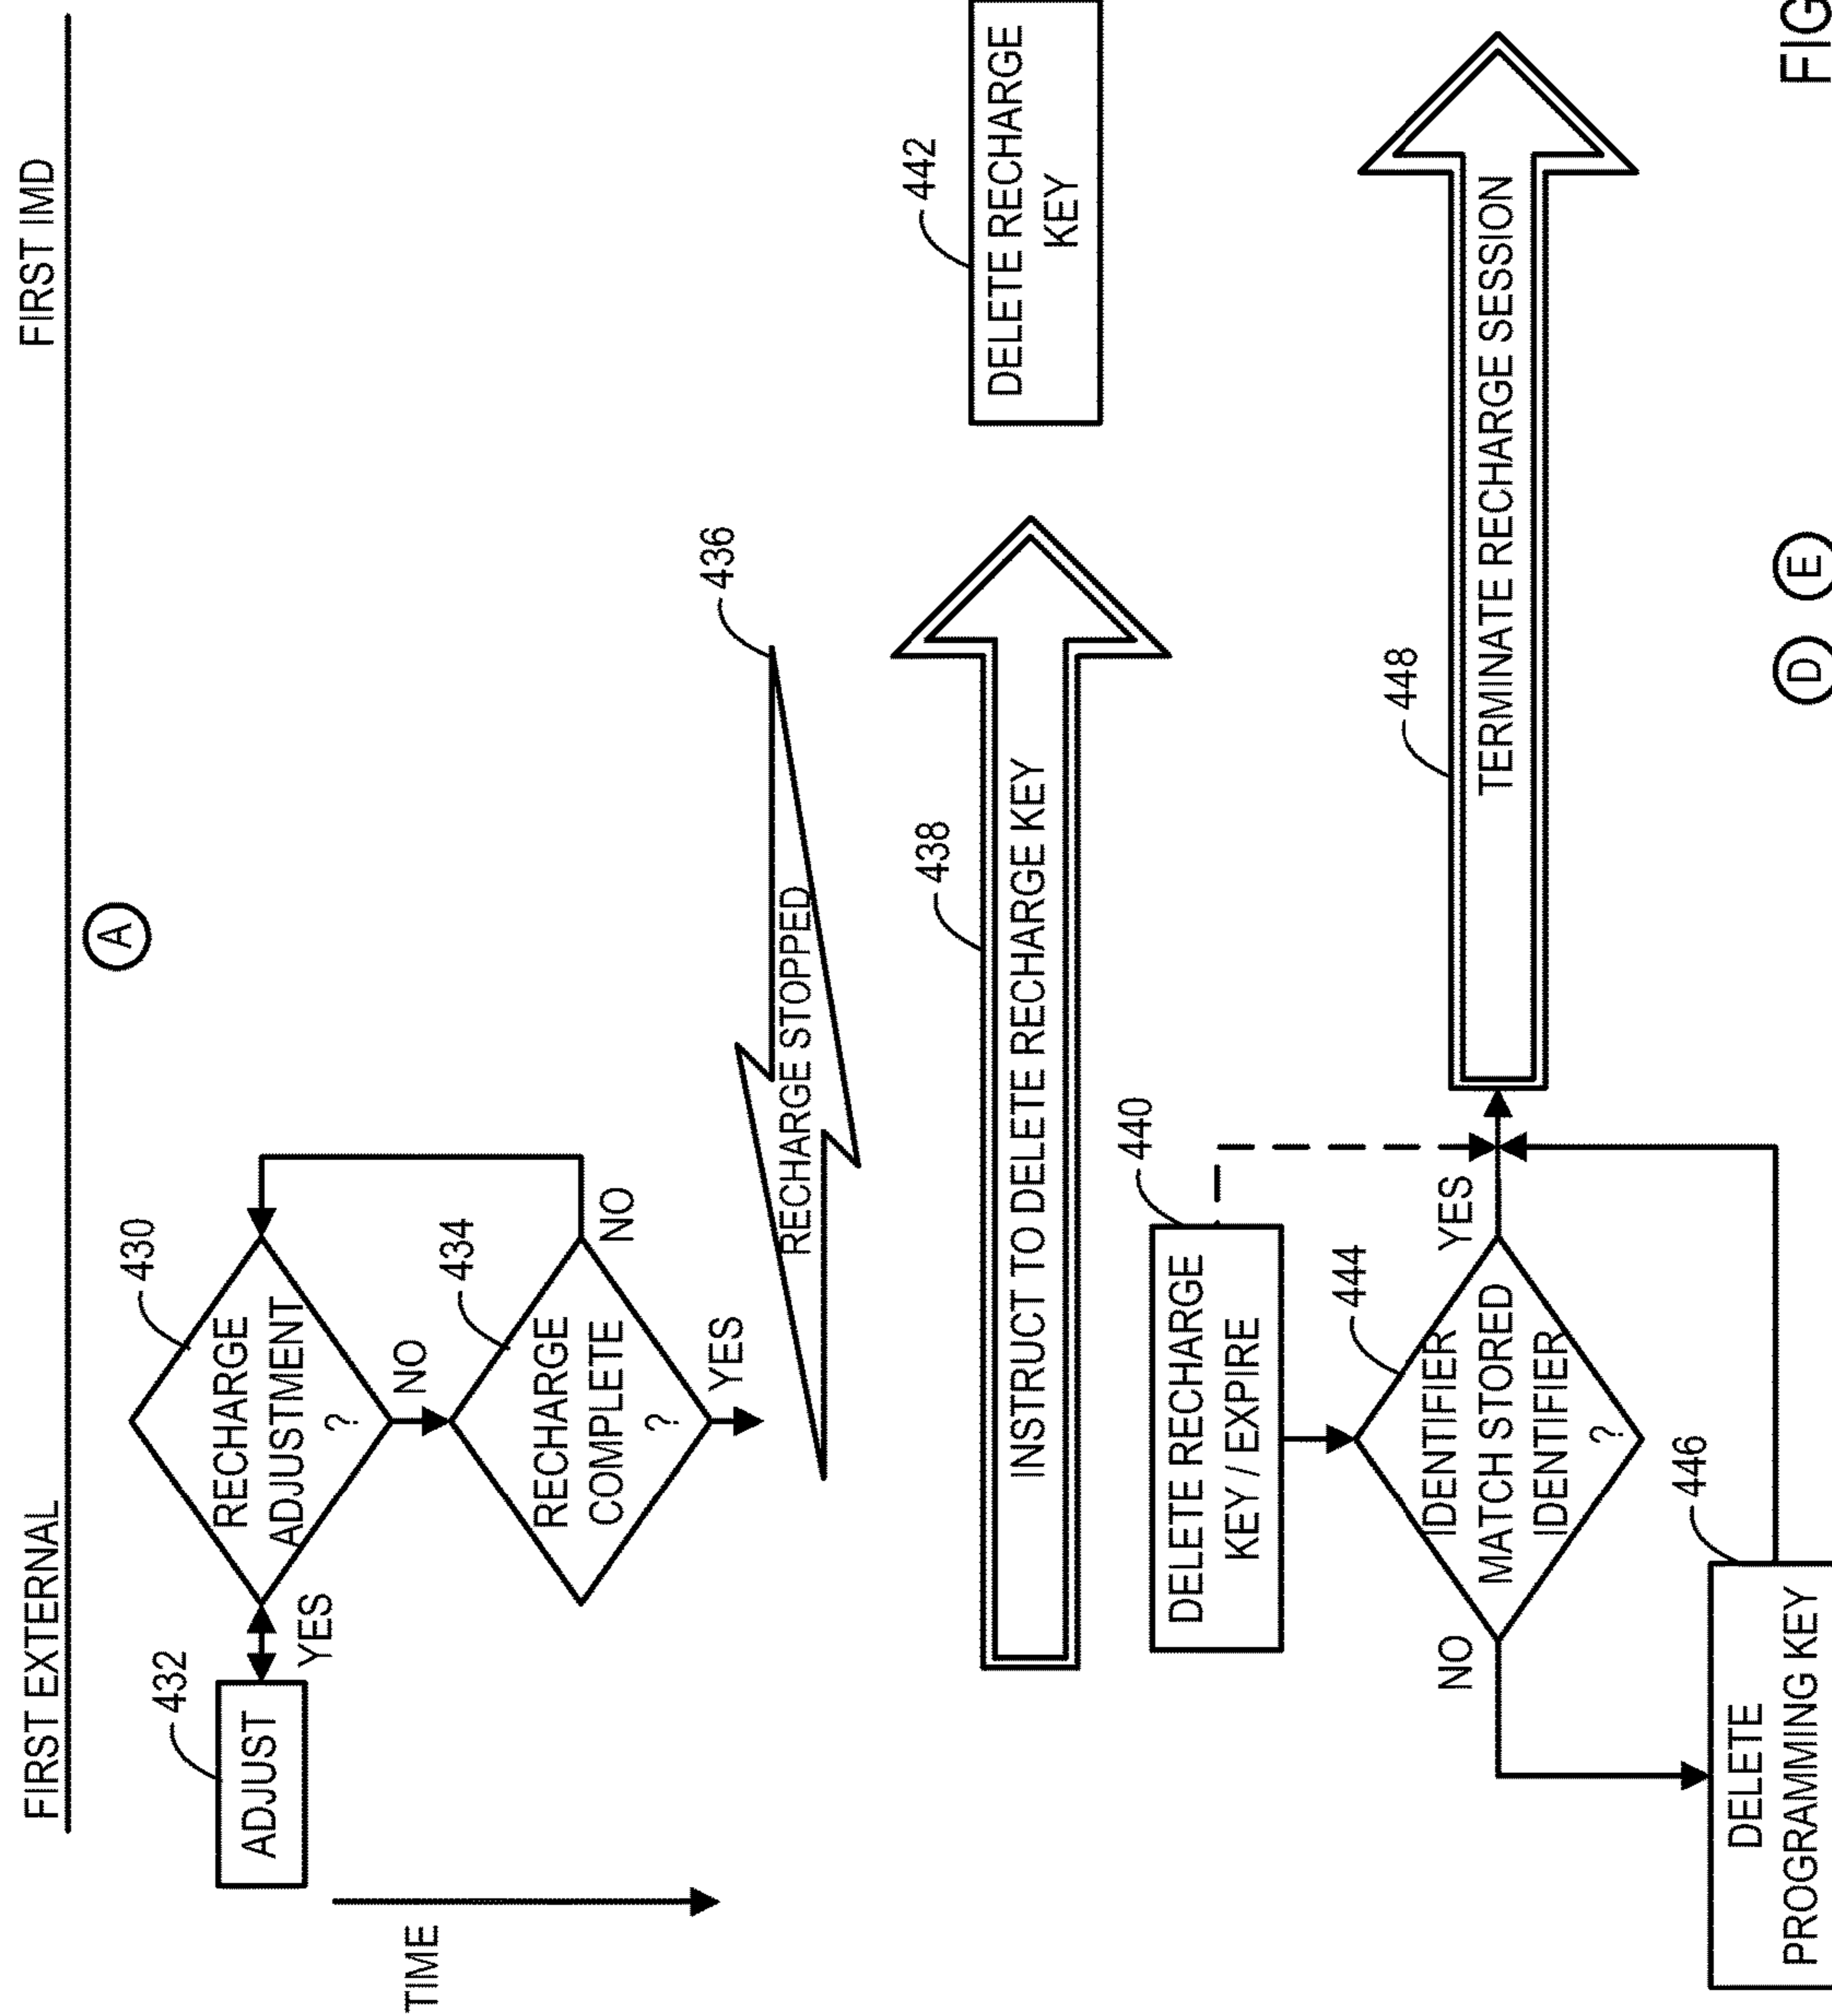 FIRST EXTERNAL
FIRST IMD
A
432
ADJUST
YES
430
RECHARGE
ADJUSTMENT
?
NO
434
RECHARGE
COMPLETE
?
NO
YES
TIME
436
RECHARGE STOPPED
438
INSTRUCT TO DELETE RECHARGE KEY
442
DELETE RECHARGE
KEY
440
DELETE RECHARGE
KEY / EXPIRE
444
IDENTIFIER
MATCH STORED
IDENTIFIER
?
NO
YES
448
TERMINATE RECHARGE SESSION
446
DELETE
PROGRAMMING KEY
D
E
FIG